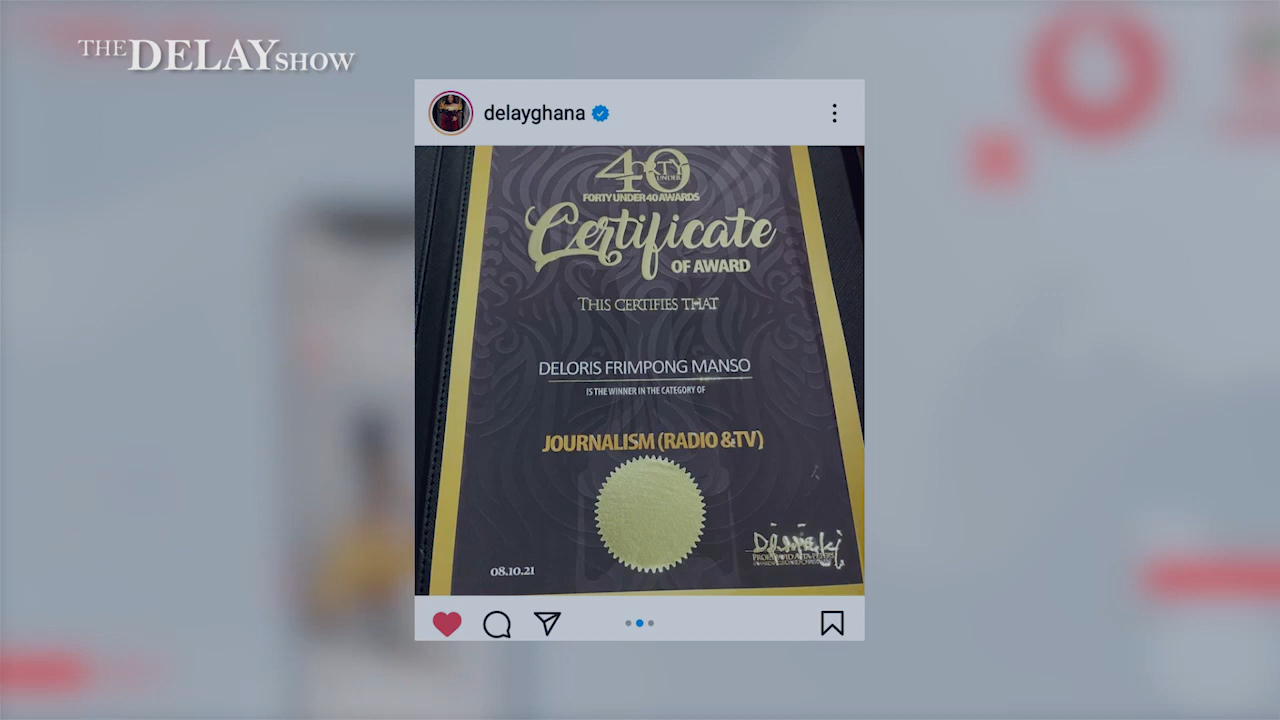 THE DELAY SHOW
delayghana
40
FORTY UNDER
FORTY UNDER 40 AWARDS
Certificate
OF AWARD
THIS CERTIFIES THAT
DELORIS FRIMPONG MANSO
IS THE WINNER IN THE CATEGORY OF
JOURNALISM (RADIO &TV)
08.10.21